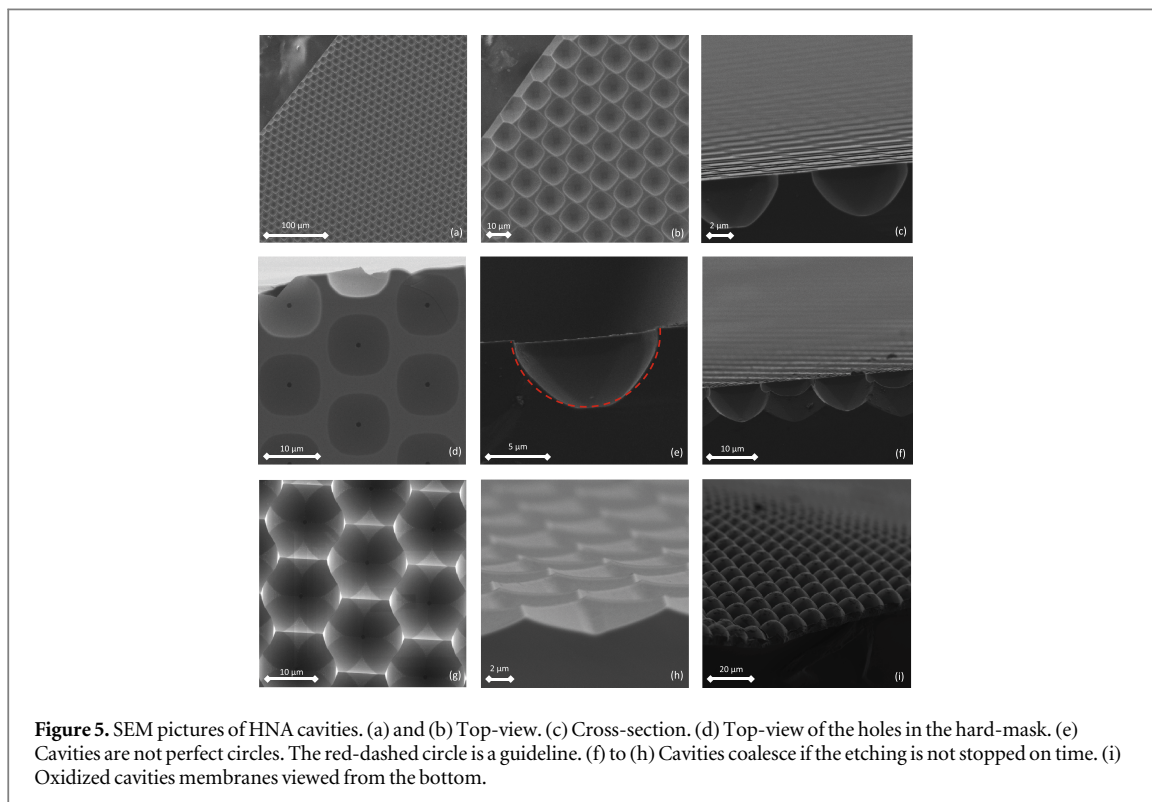 100 µm
(a)
10 µm
(b)
2 µm
(c)
10 µm
(d)
5 µm
(e)
10 µm
(f)
10 µm
(g)
2 µm
(h)
20 µm
(i)
Figure 5. SEM pictures of HNA cavities. (a) and (b) Top-view. (c) Cross-section. (d) Top-view of the holes in the hard-mask. (e)
Cavities are not perfect circles. The red-dashed circle is a guideline. (f) to (h) Cavities coalesce if the etching is not stopped on time. (i)
Oxidized cavities membranes viewed from the bottom.